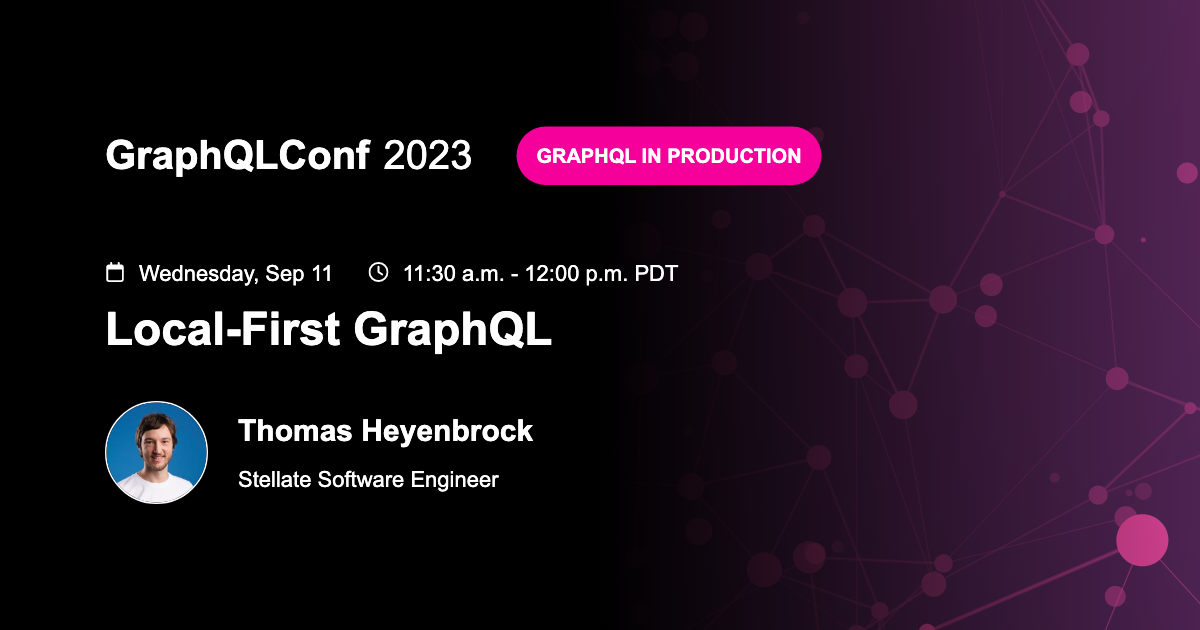 GraphQLConf 2023
GRAPHQL IN PRODUCTION
Wednesday, Sep 11
11:30 a.m. - 12:00 p.m. PDT
Local-First GraphQL
Thomas Heyenbrock
Stellate Software Engineer